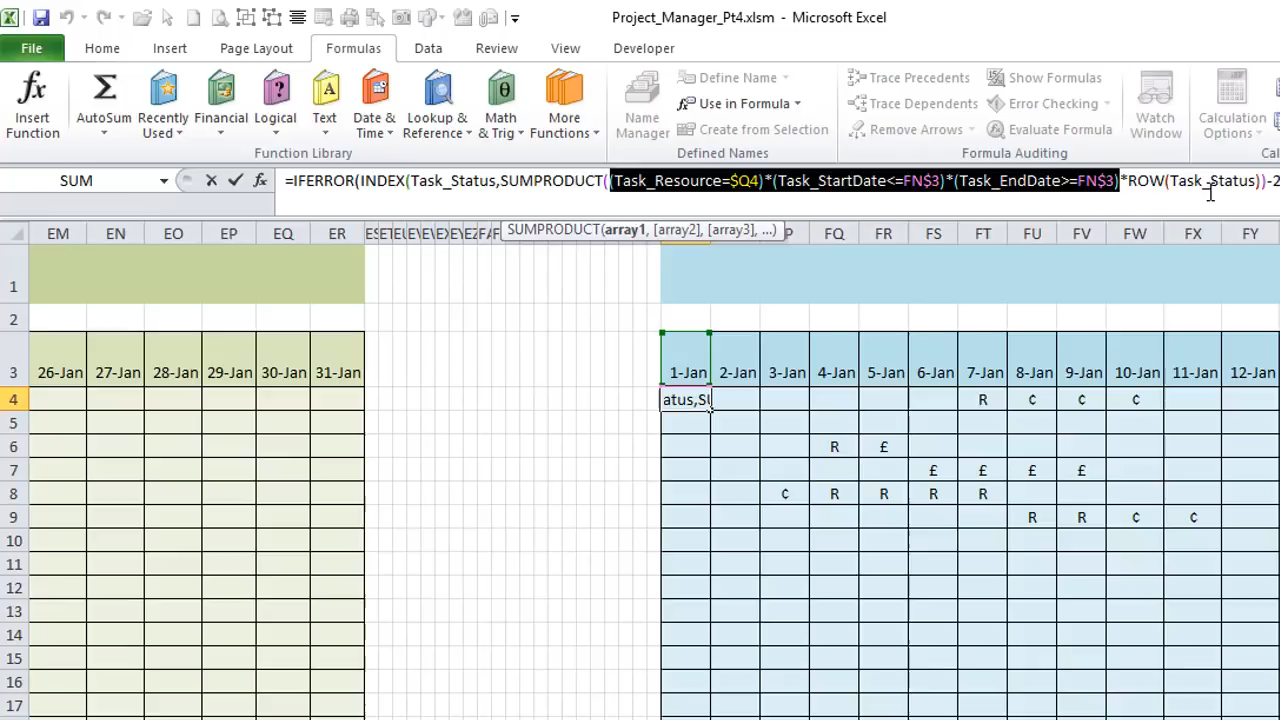 Project_Manager_Pt4.xlsm - Microsoft Excel
File Home Insert Page Layout Formulas Data Review View Developer
fx Σ A ? θ
Insert Function AutoSum Recently Used Financial Logical Text Date & Time Lookup & Reference Math & Trig More Functions
Name Manager Define Name Use in Formula Create from Selection
Trace Precedents Show Formulas
Trace Dependents Error Checking
Remove Arrows Evaluate Formula
Watch Window Calculation Options
Function Library Defined Names Formula Auditing
SUM fx =IFERROR(INDEX(Task_Status,SUMPRODUCT((Task_Resource=$Q4)*(Task_StartDate<=FN$3)*(Task_EndDate>=FN$3)*ROW(Task_Status))-2
SUMPRODUCT(array1, [array2], [array3], ...)
EM EN EO EP EQ ER FQ FR FS FT FU FV FW FX FY
1
2
3 26-Jan 27-Jan 28-Jan 29-Jan 30-Jan 31-Jan 1-Jan 2-Jan 3-Jan 4-Jan 5-Jan 6-Jan 7-Jan 8-Jan 9-Jan 10-Jan 11-Jan 12-Jan
4 atus,SU R ¢ ¢ ¢
5
6 R £
7 £ £ £ £
8 ¢ R R R R
9 R R ¢ ¢
10
11
12
13
14
15
16
17